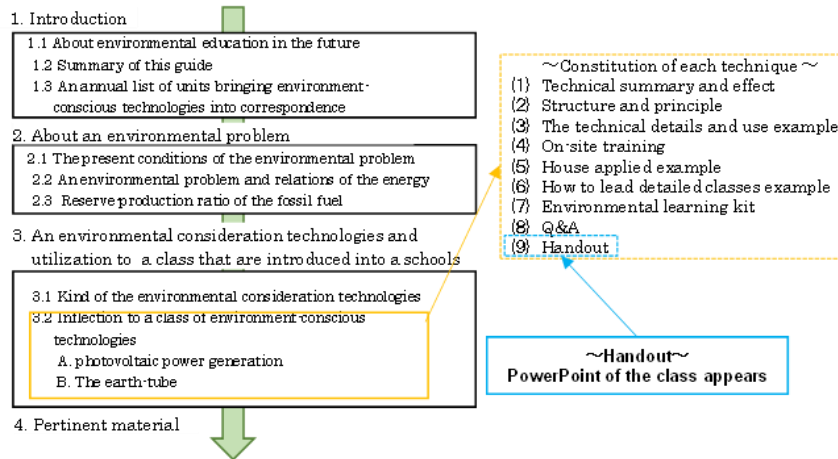 1. Introduction
1.1 About environmental education in the future
1.2 Summary of this guide
1.3 An annual list of units bringing environment-
conscious technologies into correspondence
2. About an environmental problem
2.1 The present conditions of the environmental problem
2.2 An environmental problem and relations of the energy
2.3 Reserve production ratio of the fossil fuel
3. An environmental consideration technologies and
utilization to a class that are introduced into a schools
3.1 Kind of the environmental consideration technologies
3.2 Inflection to a class of environment-conscious
technologies
A. photovoltaic power generation
B. The earth-tube
4. Pertinent material
～Constitution of each technique～
(1) Technical summary and effect
(2) Structure and principle
(3) The technical details and use example
(4) On-site training
(5) House applied example
(6) How to lead detailed classes example
(7) Environmental learning kit
(8) Q&A
(9) Handout
～Handout～
PowerPoint of the class appears